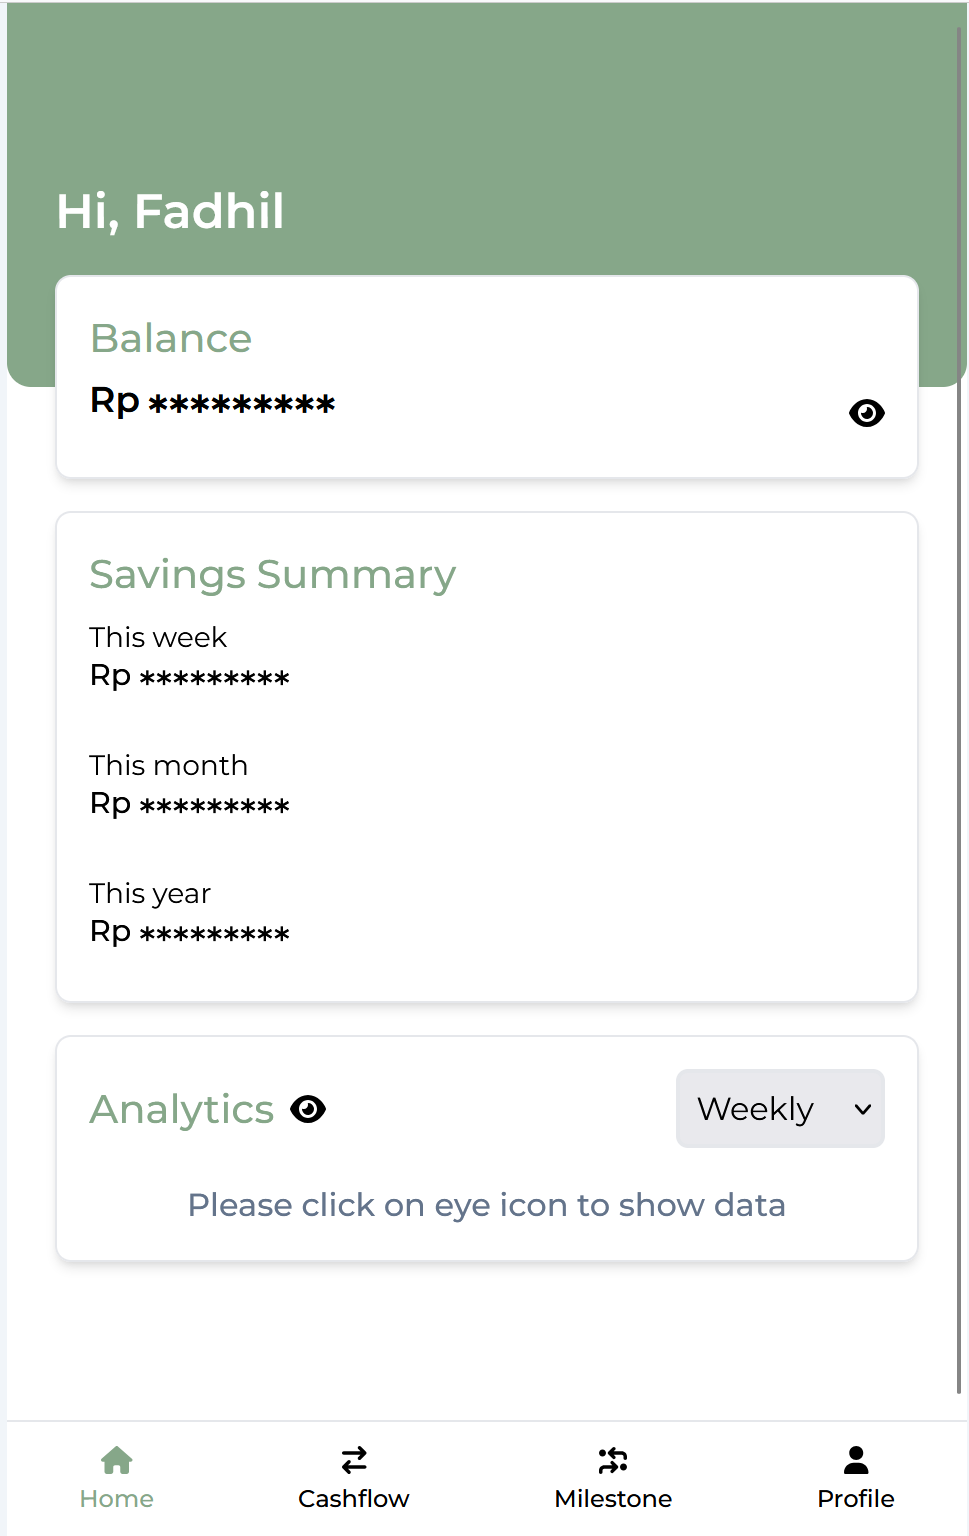 Hi, Fadhil
Balance
Rp *********
Savings Summary
This week
Rp *********
This month
Rp *********
This year
Rp *********
Analytics
Weekly
Please click on eye icon to show data
Home
Cashflow
Milestone
Profile